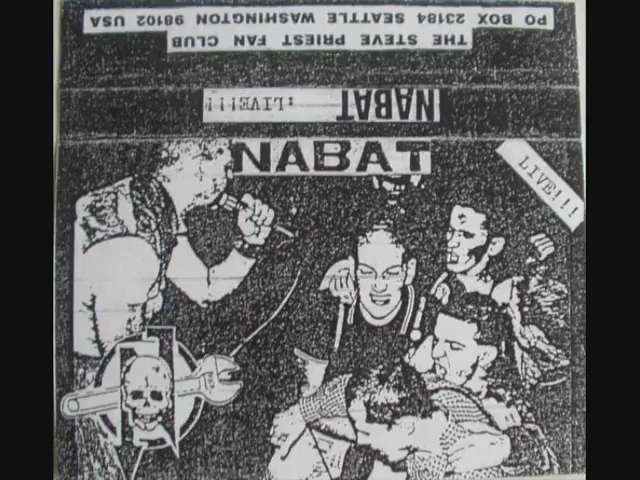 PO BOX 23184 SEATTLE WASHINGTON 98102 USA
THE STEVE PRIEST FAN CLUB
NABAT :LIVE!!!
NABAT
LIVE!!!